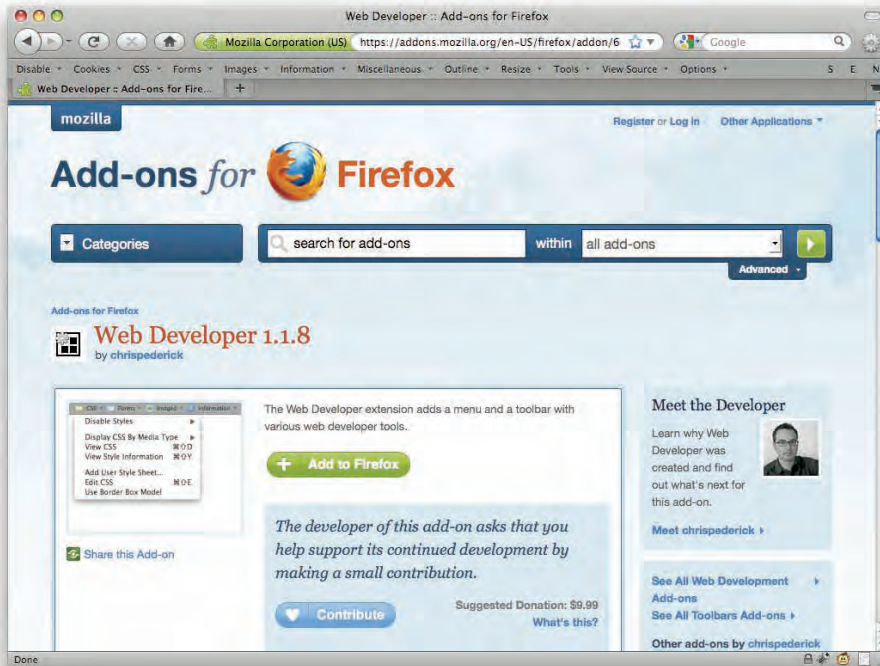 Web Developer :: Add-ons for Firefox
Mozilla Corporation (US) https://addons.mozilla.org/en-US/firefox/addon/6 Google
Disable Cookies CSS Forms Images Information Miscellaneous Outline Resize Tools View Source Options S E N
Web Developer :: Add-ons for Fire... +
mozilla
Register or Log in Other Applications
Add-ons for Firefox
Categories search for add-ons within all add-ons
Advanced
Add-ons for Firefox
Web Developer 1.1.8
by chrispederick
CSS Forms Images Information
Disable Styles
Display CSS By Media Type
View CSS ⌘⇧D
View Style Information ⌘⇧Y
Add User Style Sheet...
Edit CSS ⌘⇧E
Use Border Box Model
Share this Add-on
The Web Developer extension adds a menu and a toolbar with
various web developer tools.
Add to Firefox
The developer of this add-on asks that you
help support its continued development by
making a small contribution.
Contribute
Suggested Donation: $9.99
What's this?
Meet the Developer
Learn why Web
Developer was
created and find
out what's next for
this add-on.
Meet chrispederick
See All Web Development
Add-ons
See All Toolbars Add-ons
Other add-ons by chrispederick
Done